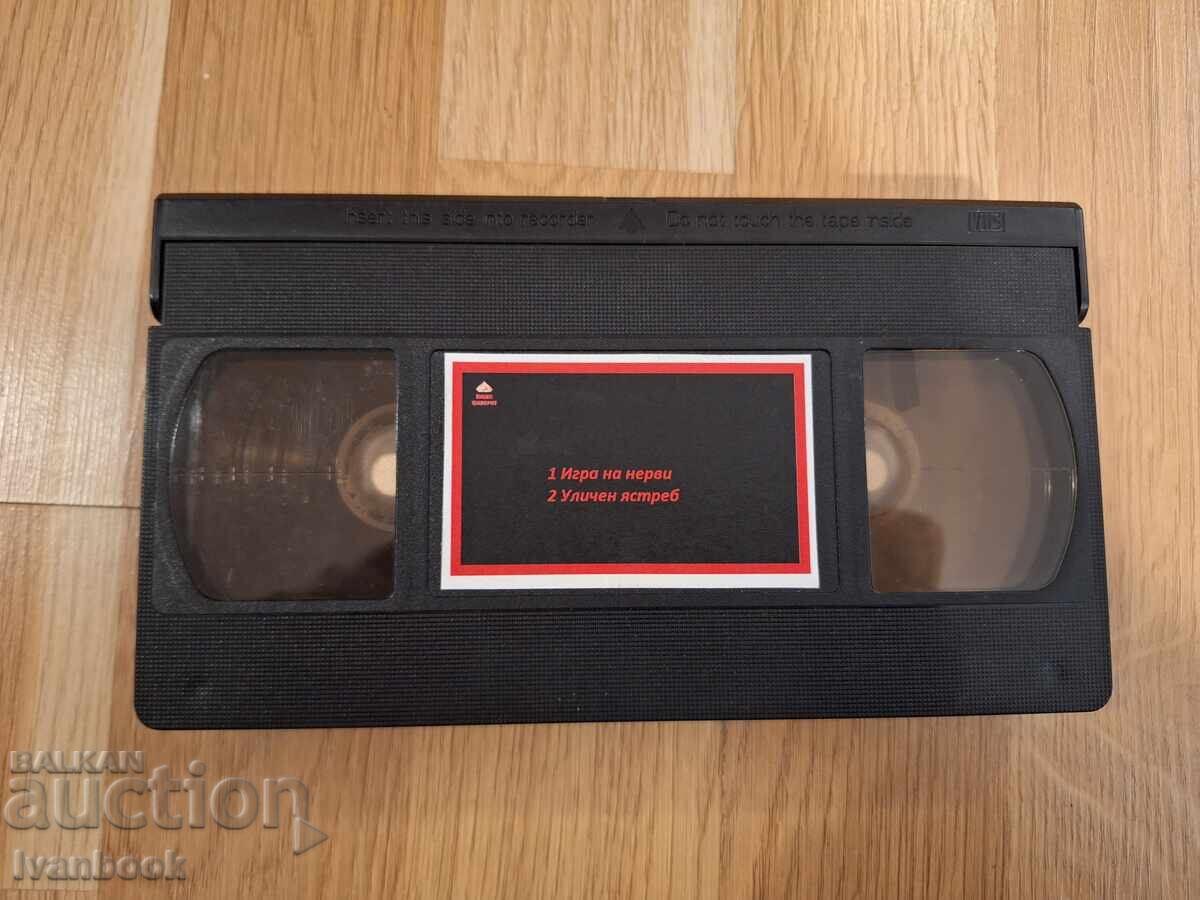 Insert this side into recorder Do not touch the tape inside VHS
1 Игра на нерви
2 Уличен ястреб
BALKAN
auction
Ivanbook